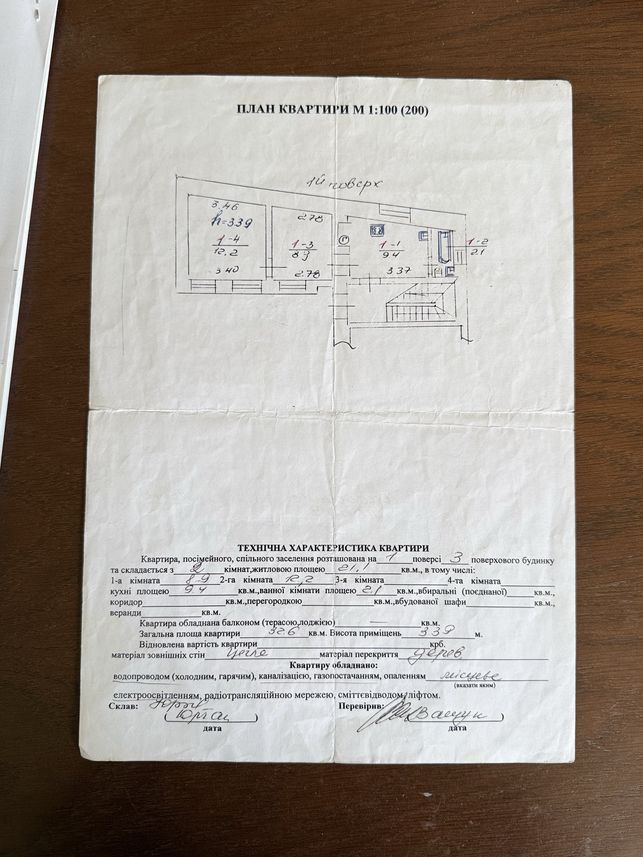 ПЛАН КВАРТИРИ М 1:100 (200)
1й поверх
3.46
h=3.39
1-4
12.2
3.40
2.78
1-3
8.9
2.78
1-1
9.4
3.37
1-2
2.1
ТЕХНІЧНА ХАРАКТЕРИСТИКА КВАРТИРИ
Квартира, посімейного, спільного заселення розташована на 1 поверсі 3 поверхового будинку
та складається з 2 кімнат,житловою площею 21,1 кв.м., в тому числі:
1-а кімната 8.9 2-га кімната 12,2 3-я кімната 4-та кімната
кухні площею 9.4 кв.м.,ванної кімнати площею 2.1 кв.м.,вбиральні (поєднаної) кв.м.,
коридор кв.м.,перегородкою кв.м.,вбудованої шафи кв.м.,
веранди кв.м.
Квартира обладнана балконом (терасою,лоджією) — кв.м.
Загальна площа квартири 32.6 кв.м. Висота приміщень 3.39 м.
Відновлена вартість квартири крб.
матеріал зовнішніх стін цегла матеріал перекриття дерев
Квартиру обладнано:
водопроводом (холодним, гарячим), каналізацією, газопостачанням, опаленням місцеве
(вказати яким)
електроосвітленням, радіотрансляційною мережею, сміттєвідводом/ліфтом.
Склав:
Перевірив:
дата
дата